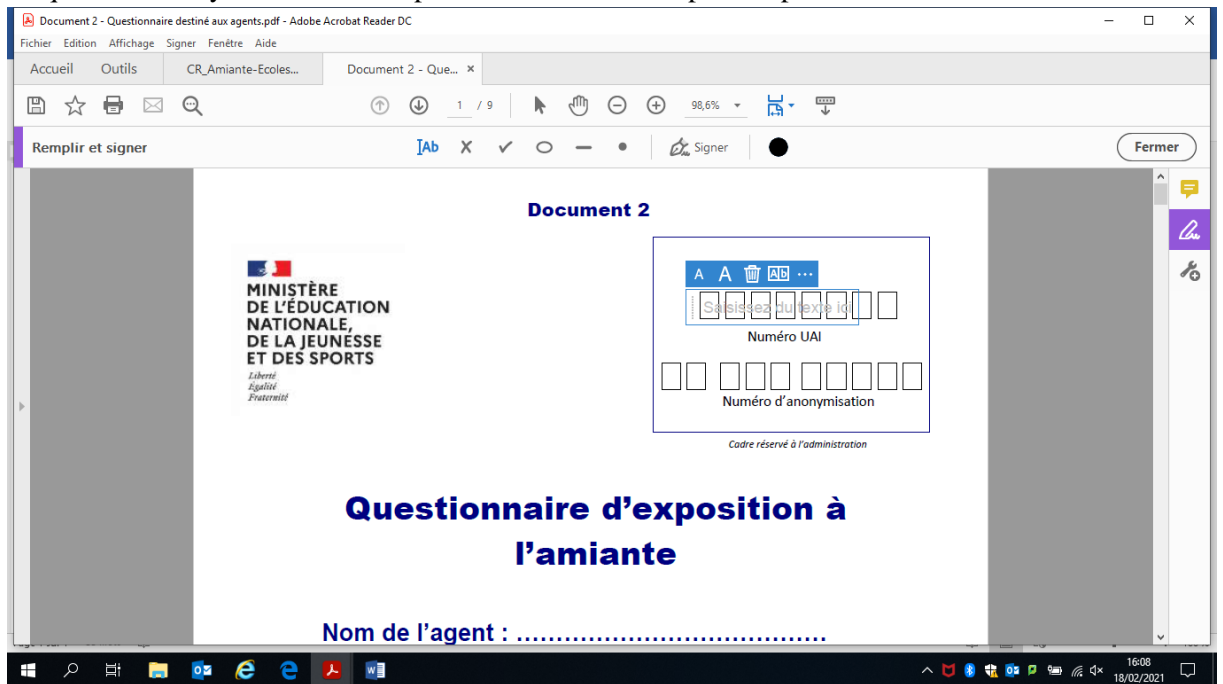 Document 2 - Questionnaire destiné aux agents.pdf - Adobe Acrobat Reader DC
Fichier Edition Affichage Signer Fenêtre Aide
Accueil Outils CR_Amiante-Ecoles... Document 2 - Que... ×
1 / 9 98,6%
Remplir et signer Ab Signer Fermer
Document 2
MINISTÈRE
DE L'ÉDUCATION
NATIONALE,
DE LA JEUNESSE
ET DES SPORTS
Liberté
Égalité
Fraternité
A A Ab ...
Saisissez du texte ici
Numéro UAI
Numéro d'anonymisation
Cadre réservé à l'administration
Questionnaire d'exposition à
l'amiante
Nom de l'agent : ........................................
16:08
18/02/2021